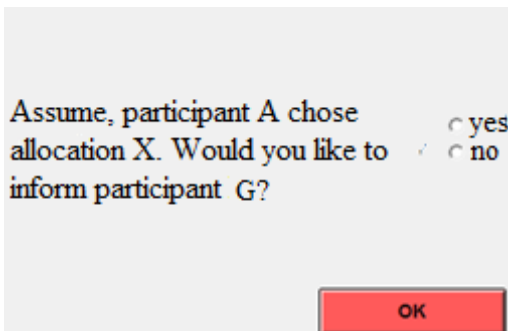 Assume, participant A chose
allocation X. Would you like to
inform participant G?
yes
no
OK